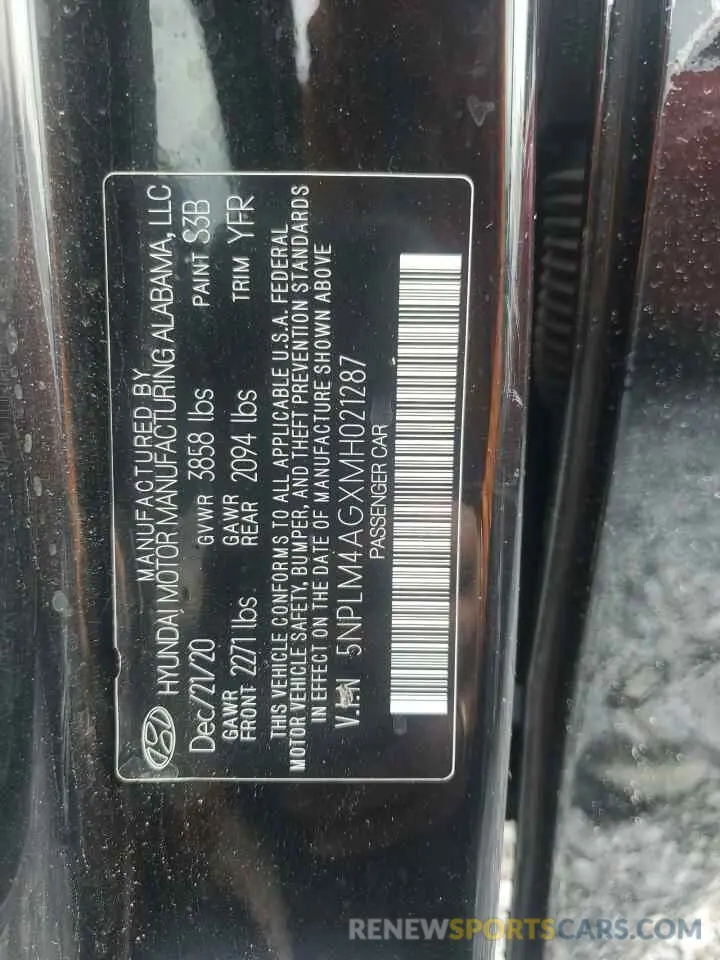 MANUFACTURED BY
HYUNDAI MOTOR MANUFACTURING ALABAMA, LLC
Dec/21/20 GVWR 3858 lbs PAINT S3B
GAWR FRONT 2271 lbs GAWR REAR 2094 lbs TRIM YFR
THIS VEHICLE CONFORMS TO ALL APPLICABLE U.S.A. FEDERAL
MOTOR VEHICLE SAFETY, BUMPER, AND THEFT PREVENTION STANDARDS
IN EFFECT ON THE DATE OF MANUFACTURE SHOWN ABOVE
V.I.N 5NPLM4AGXMH021287
PASSENGER CAR
RENEWSPORTSCARS.COM